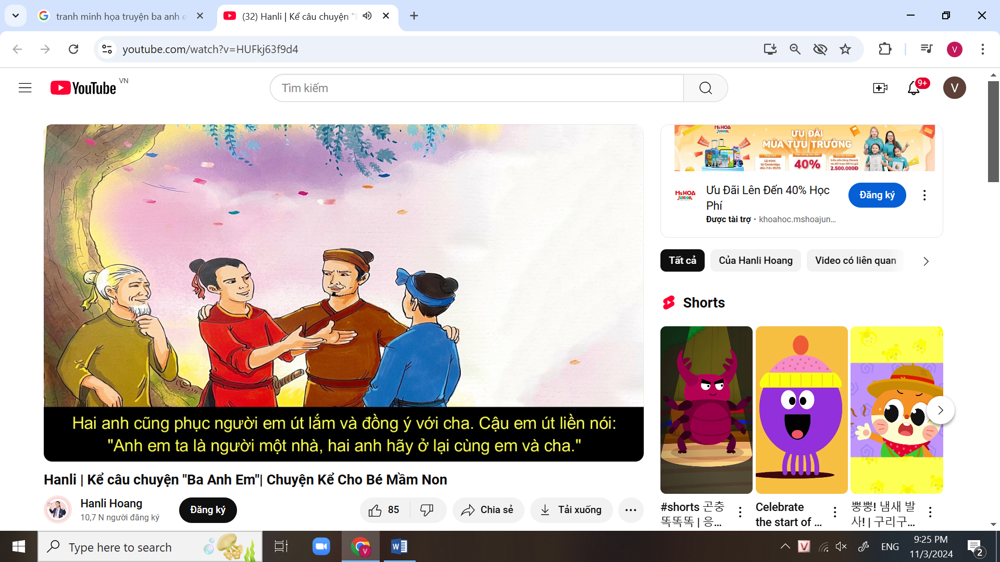 tranh minh họa truyện ba anh e
(32) Hanli | Kể câu chuyện "
youtube.com/watch?v=HUFkj63f9d4
V
YouTube VN
Tìm kiếm
9+
V
MsHOA JUNIOR
ƯU ĐÃI
MÙA TỰU TRƯỜNG
40%
2.500.000Đ
MsHOA JUNIOR
Ưu Đãi Lên Đến 40% Học
Phí
Được tài trợ · khoahoc.mshoajun...
Đăng ký
Tất cả
Của Hanli Hoang
Video có liên quan
Shorts
Hai anh cũng phục người em út lắm và đồng ý với cha. Cậu em út liền nói:
"Anh em ta là người một nhà, hai anh hãy ở lại cùng em và cha."
Hanli | Kể câu chuyện "Ba Anh Em"| Chuyện Kể Cho Bé Mầm Non
Hanli Hoang
10,7 N người đăng ký
Đăng ký
85
Chia sẻ
Tải xuống
#shorts 곤충
똑똑똑 | 응...
Celebrate
the start of ...
뿡뿡! 냄새 발
사! | 구리구...
Type here to search
V
W
V
ENG
9:25 PM
11/3/2024
2